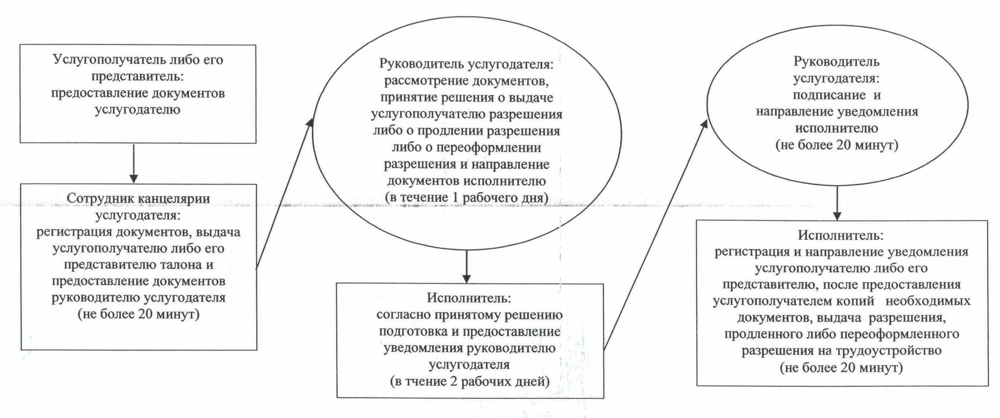 Услугополучатель либо его
представитель:
предоставление документов
услугодателю
Сотрудник канцелярии
услугодателя:
регистрация документов, выдача
услугополучателю либо его
представителю талона и
предоставление документов
руководителю услугодателя
(не более 20 минут)
Руководитель услугодателя:
рассмотрение документов,
принятие решения о выдаче
услугополучателю разрешения
либо о продлении разрешения
либо о переоформлении
разрешения и направление
документов исполнителю
(в течение 1 рабочего дня)
Исполнитель:
согласно принятому решению
подготовка и предоставление
уведомления руководителю
услугодателя
(в тчение 2 рабочих дней)
Руководитель
услугодателя:
подписание и
направление уведомления
исполнителю
(не более 20 минут)
Исполнитель:
регистрация и направление уведомления
услугополучателю либо его
представителю, после предоставления
услугополучателем копий необходимых
документов, выдача разрешения,
продленного либо переоформленного
разрешения на трудоустройство
(не более 20 минут)